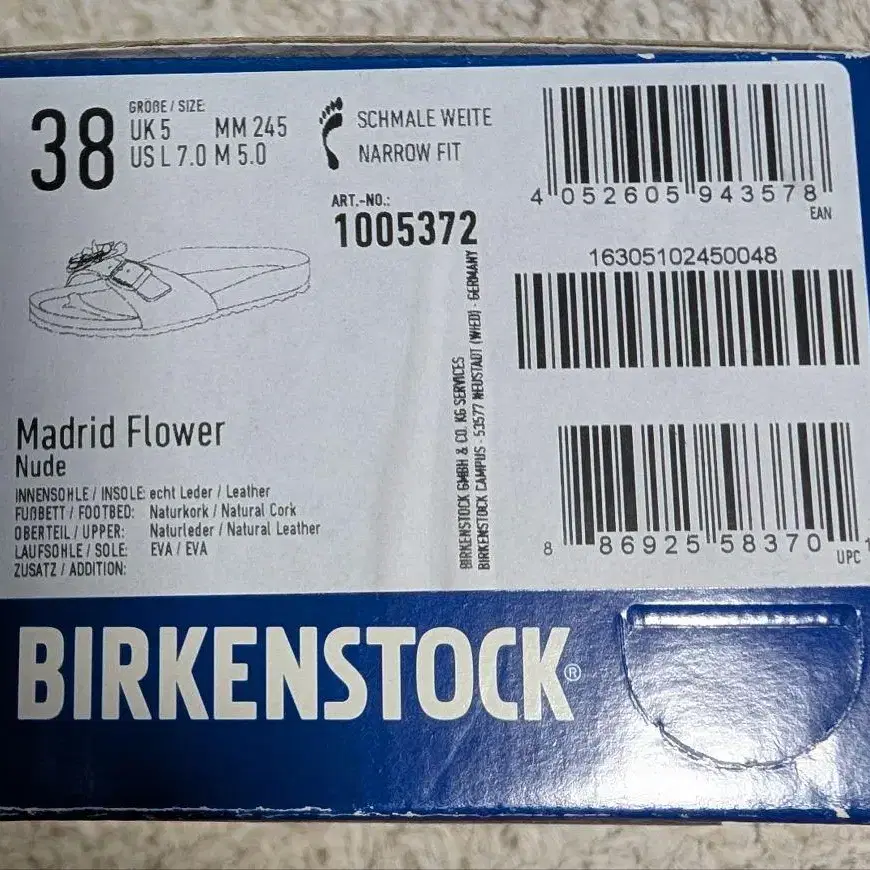 38
GRÖßE / SIZE
UK 5 MM 245
US L 7.0 M 5.0
SCHMALE WEITE
NARROW FIT
ART.-NO.:
1005372
4 052605 943578
EAN
16305102450048
8 86925 58370 1
UPC
Madrid Flower
Nude
INNENSOHLE / INSOLE: echt Leder / Leather
FUßBETT / FOOTBED: Naturkork / Natural Cork
OBERTEIL / UPPER: Naturleder / Natural Leather
LAUFSOHLE / SOLE: EVA / EVA
ZUSATZ / ADDITION:
BIRKENSTOCK GMBH & CO. KG SERVICES
BIRKENSTOCK CAMPUS - 53577 NEUSTADT (WIED) - GERMANY
BIRKENSTOCK®